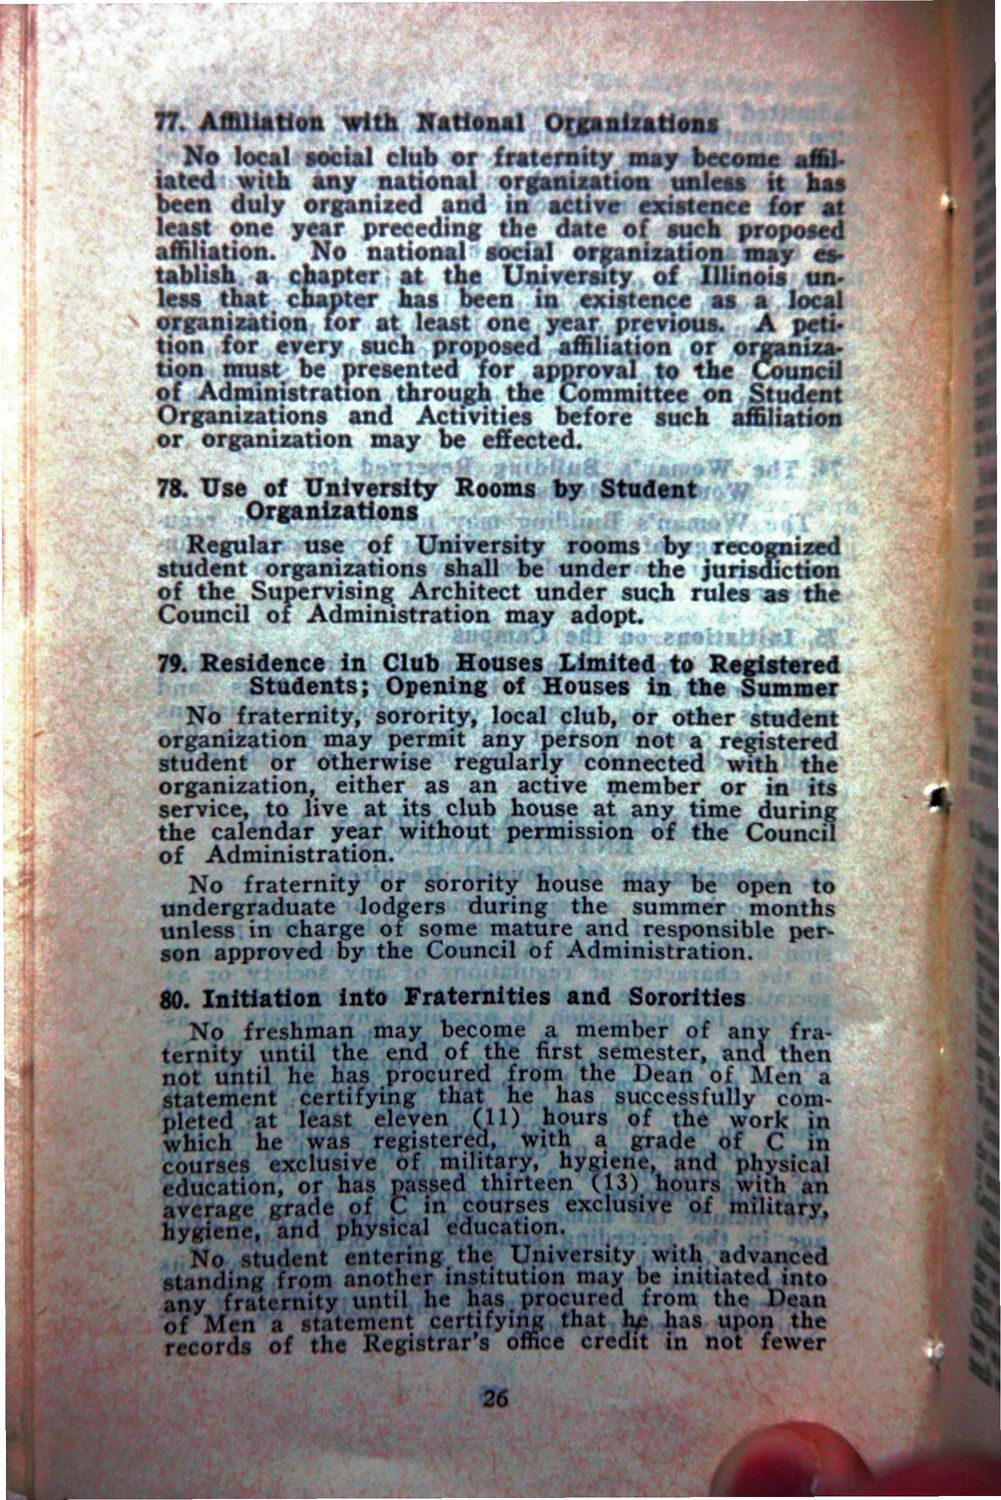 77. Affiliation with National Organizations
No local social club or fraternity may become affil-
iated with any national organization unless it has
been duly organized and in active existence for at
least one year preceding the date of such proposed
affiliation. No national social organization may es-
tablish a chapter at the University of Illinois un-
less that chapter has been in existence as a local
organization for at least one year previous. A peti-
tion for every such proposed affiliation or organiza-
tion must be presented for approval to the Council
of Administration through the Committee on Student
Organizations and Activities before such affiliation
or organization may be effected.
78. Use of University Rooms by Student
Organizations
Regular use of University rooms by recognized
student organizations shall be under the jurisdiction
of the Supervising Architect under such rules as the
Council of Administration may adopt.
79. Residence in Club Houses Limited to Registered
Students; Opening of Houses in the Summer
No fraternity, sorority, local club, or other student
organization may permit any person not a registered
student or otherwise regularly connected with the
organization, either as an active member or in its
service, to live at its club house at any time during
the calendar year without permission of the Council
of Administration.
No fraternity or sorority house may be open to
undergraduate lodgers during the summer months
unless in charge of some mature and responsible per-
son approved by the Council of Administration.
80. Initiation into Fraternities and Sororities
No freshman may become a member of any fra-
ternity until the end of the first semester, and then
not until he has procured from the Dean of Men a
statement certifying that he has successfully com-
pleted at least eleven (11) hours of the work in
which he was registered, with a grade of C in
courses exclusive of military, hygiene, and physical
education, or has passed thirteen (13) hours with an
average grade of C in courses exclusive of military,
hygiene, and physical education.
No student entering the University with advanced
standing from another institution may be initiated into
any fraternity until he has procured from the Dean
of Men a statement certifying that he has upon the
records of the Registrar's office credit in not fewer
26